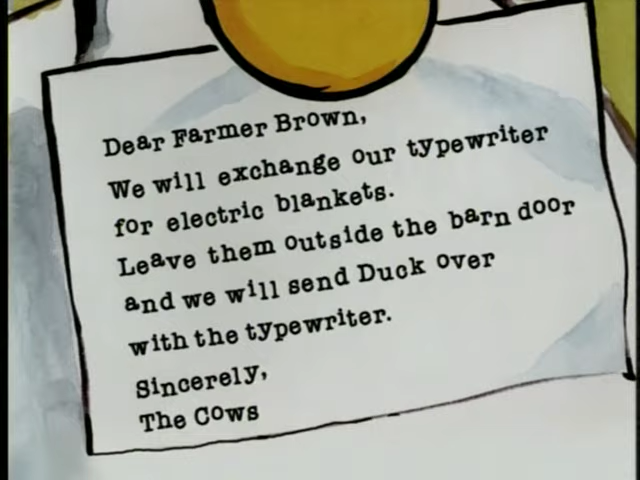 Dear Farmer Brown,
We will exchange our typewriter
for electric blankets.
Leave them outside the barn door
and we will send Duck over
with the typewriter.
Sincerely,
The Cows